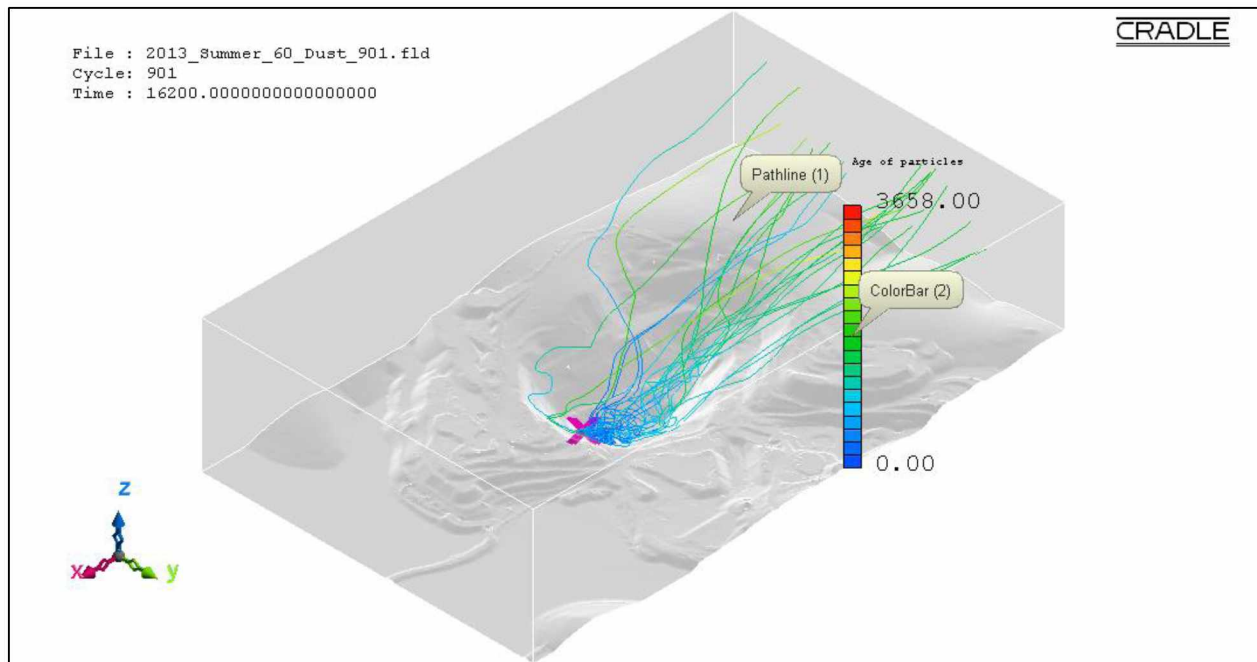 CRADLE
File : 2013_Summer_60_Dust_901.fld
Cycle: 901
Time : 16200.0000000000000000
Pathline (1)
Age of particles
3658.00
ColorBar (2)
0.00
z
x
y